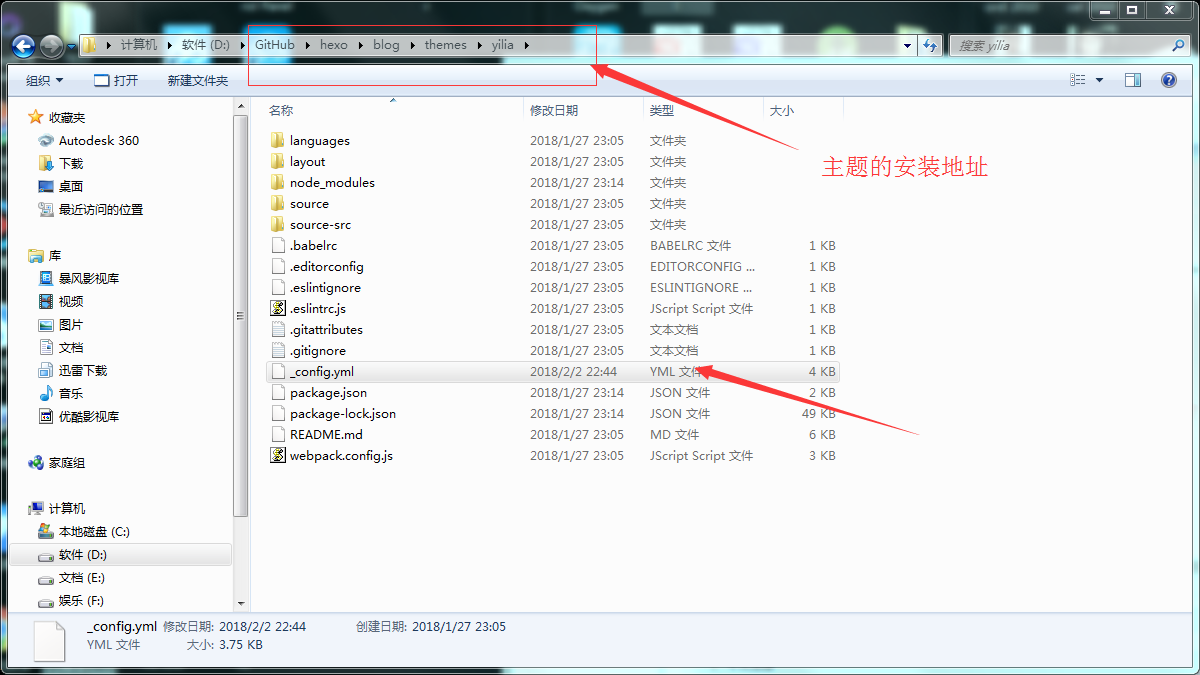 计算机 软件 (D:) GitHub hexo blog themes yilia
搜索 yilia
组织 打开 新建文件夹
收藏夹
Autodesk 360
下载
桌面
最近访问的位置
库
暴风影视库
视频
图片
文档
迅雷下载
音乐
优酷影视库
家庭组
计算机
本地磁盘 (C:)
软件 (D:)
文档 (E:)
娱乐 (F:)
名称 修改日期 类型 大小
languages 2018/1/27 23:05 文件夹
layout 2018/1/27 23:05 文件夹
node_modules 2018/1/27 23:14 文件夹
source 2018/1/27 23:05 文件夹
source-src 2018/1/27 23:05 文件夹
.babelrc 2018/1/27 23:05 BABELRC 文件 1 KB
.editorconfig 2018/1/27 23:05 EDITORCONFIG ... 1 KB
.eslintignore 2018/1/27 23:05 ESLINTIGNORE ... 1 KB
.eslintrc.js 2018/1/27 23:05 JScript Script 文件 1 KB
.gitattributes 2018/1/27 23:05 文本文档 1 KB
.gitignore 2018/1/27 23:05 文本文档 1 KB
_config.yml 2018/2/2 22:44 YML 文件 4 KB
package.json 2018/1/27 23:14 JSON 文件 2 KB
package-lock.json 2018/1/27 23:14 JSON 文件 49 KB
README.md 2018/1/27 23:05 MD 文件 6 KB
webpack.config.js 2018/1/27 23:05 JScript Script 文件 3 KB
主题的安装地址
_config.yml 修改日期: 2018/2/2 22:44 创建日期: 2018/1/27 23:05
YML 文件 大小: 3.75 KB